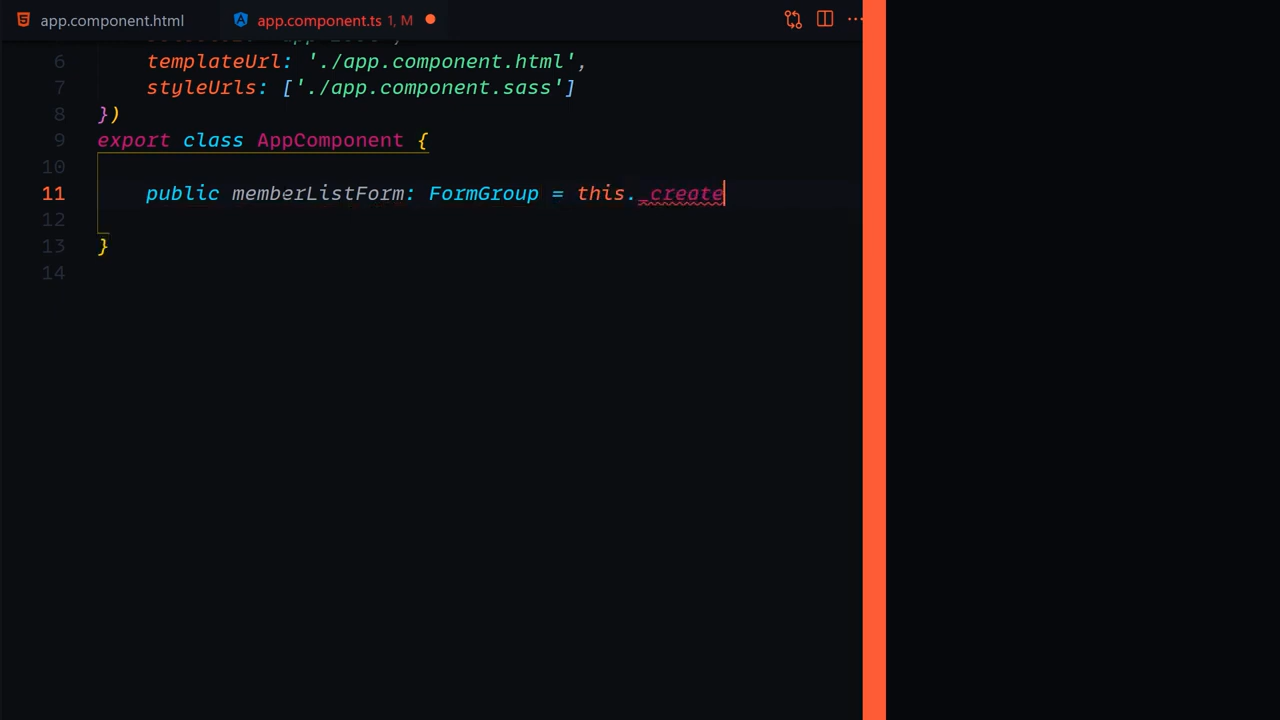 app.component.html
app.component.ts 1, M
6 templateUrl: './app.component.html',
7 styleUrls: ['./app.component.sass']
8 })
9 export class AppComponent {
10
11 public memberListForm: FormGroup = this._create
12
13 }
14